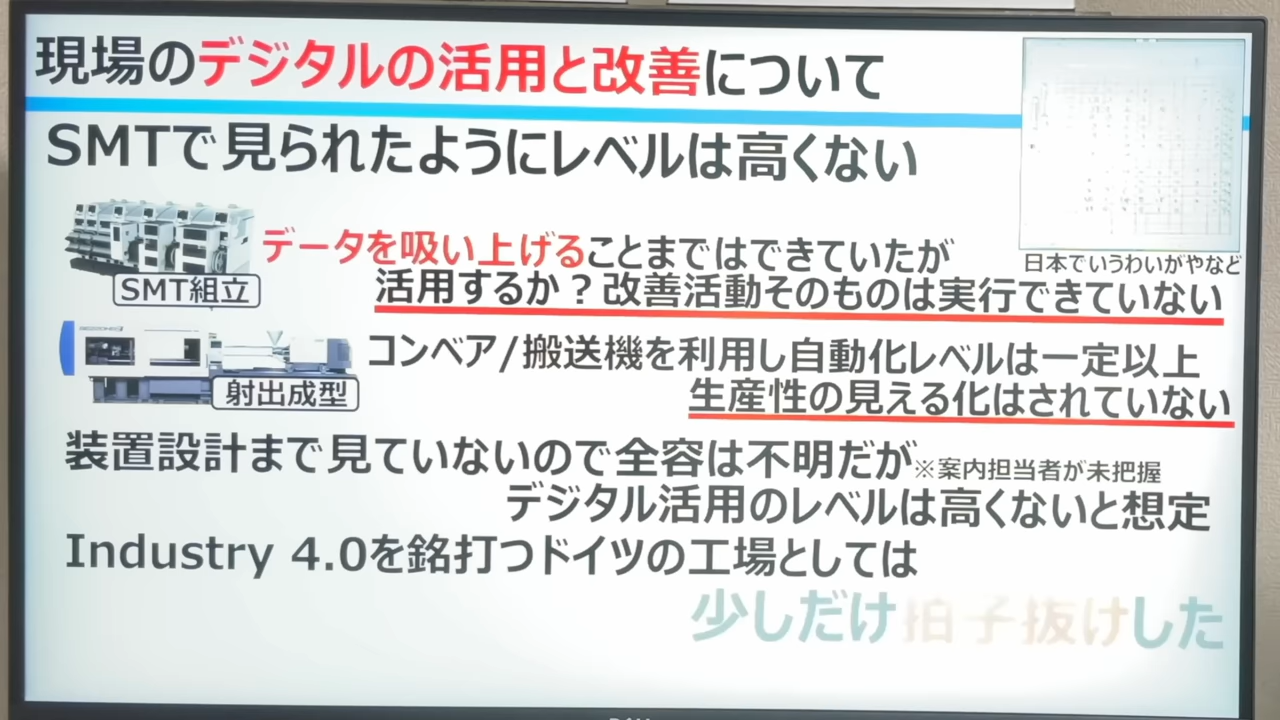 現場のデジタルの活用と改善について
SMTで見られたようにレベルは高くない
日本でいうわいがやなど
データを吸い上げることまではできていたが
SMT組立
活用するか？改善活動そのものは実行できていない
コンベア/搬送機を利用し自動化レベルは一定以上
射出成型
生産性の見える化はされていない
装置設計まで見ていないので全容は不明だが※案内担当者が未把握
デジタル活用のレベルは高くないと想定
Industry 4.0を銘打つドイツの工場としては
少しだけ拍子抜けした